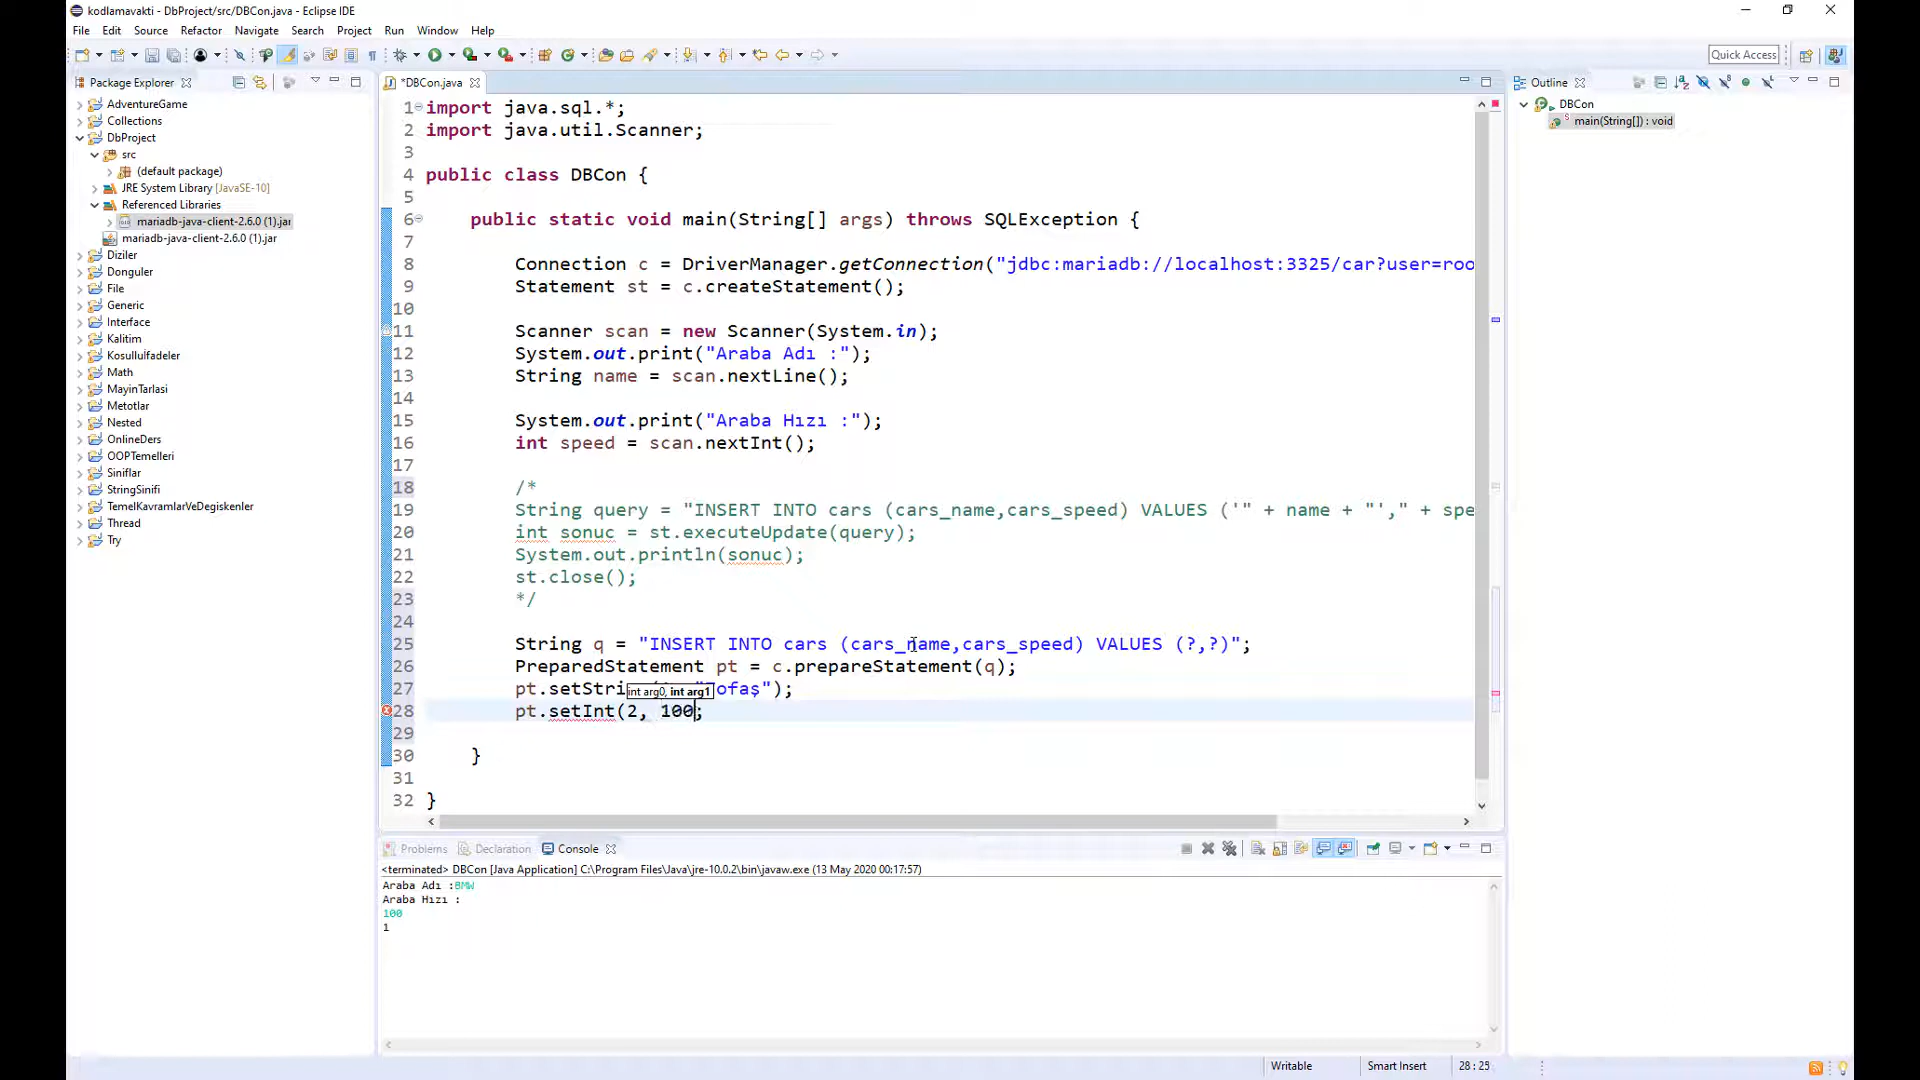 kodlamavakti - DbProject/src/DBCon.java - Eclipse IDE
File Edit Source Refactor Navigate Search Project Run Window Help
Quick Access
Package Explorer
*DBCon.java
Outline
AdventureGame
Collections
DbProject
src
(default package)
JRE System Library [JavaSE-10]
Referenced Libraries
mariadb-java-client-2.6.0 (1).jar
mariadb-java-client-2.6.0 (1).jar
Diziler
Donguler
File
Generic
Interface
Kalitim
Kosullulfadeler
Math
MayinTarlasi
Metotlar
Nested
OnlineDers
OOPTemelleri
Siniflar
StringSinifi
TemelKavramlarVeDegiskenler
Thread
Try
1 import java.sql.*;
2 import java.util.Scanner;
3
4 public class DBCon {
5
6 public static void main(String[] args) throws SQLException {
7
8 Connection c = DriverManager.getConnection("jdbc:mariadb://localhost:3325/car?user=roo
9 Statement st = c.createStatement();
10
11 Scanner scan = new Scanner(System.in);
12 System.out.print("Araba Adı :");
13 String name = scan.nextLine();
14
15 System.out.print("Araba Hızı :");
16 int speed = scan.nextInt();
17
18 /*
19 String query = "INSERT INTO cars (cars_name,cars_speed) VALUES ('" + name + "'," + spe
20 int sonuc = st.executeUpdate(query);
21 System.out.println(sonuc);
22 st.close();
23 */
24
25 String q = "INSERT INTO cars (cars_name,cars_speed) VALUES (?,?)";
26 PreparedStatement pt = c.prepareStatement(q);
27 pt.setStri int arg0, int arg1 ofaş");
28 pt.setInt(2, 100;
29
30 }
31
32 }
DBCon
main(String[]) : void
Problems Declaration Console
<terminated> DBCon [Java Application] C:\Program Files\Java\jre-10.0.2\bin\javaw.exe (13 May 2020 00:17:57)
Araba Adı :BMW
Araba Hızı :
100
1
Writable Smart Insert 28 : 25